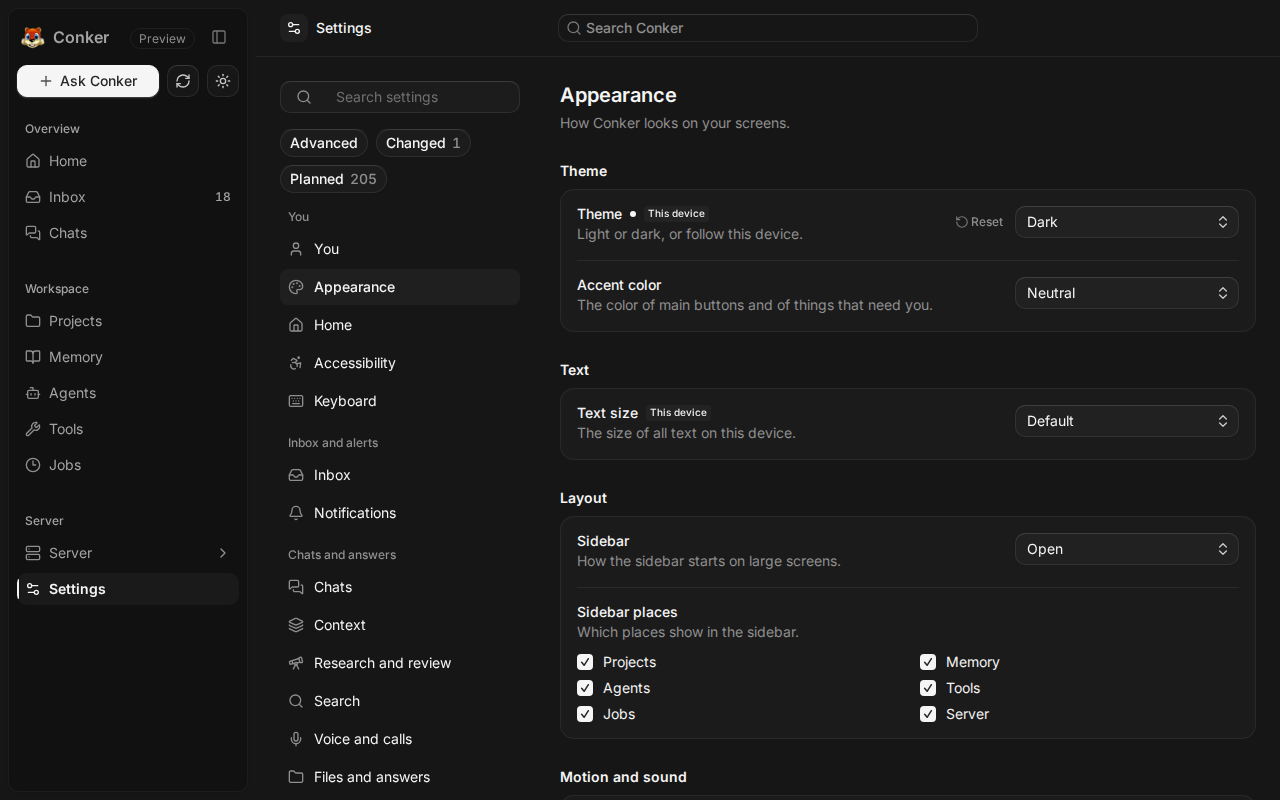 Conker
Preview
Ask Conker
Overview
Home
Inbox 18
Chats
Workspace
Projects
Memory
Agents
Tools
Jobs
Server
Server
Settings
Settings
Search Conker
Search settings
Advanced
Changed 1
Planned 205
You
You
Appearance
Home
Accessibility
Keyboard
Inbox and alerts
Inbox
Notifications
Chats and answers
Chats
Context
Research and review
Search
Voice and calls
Files and answers
Appearance
How Conker looks on your screens.
Theme
Theme This device
Light or dark, or follow this device.
Reset
Dark
Accent color
The color of main buttons and of things that need you.
Neutral
Text
Text size This device
The size of all text on this device.
Default
Layout
Sidebar
How the sidebar starts on large screens.
Open
Sidebar places
Which places show in the sidebar.
Projects
Memory
Agents
Tools
Jobs
Server
Motion and sound